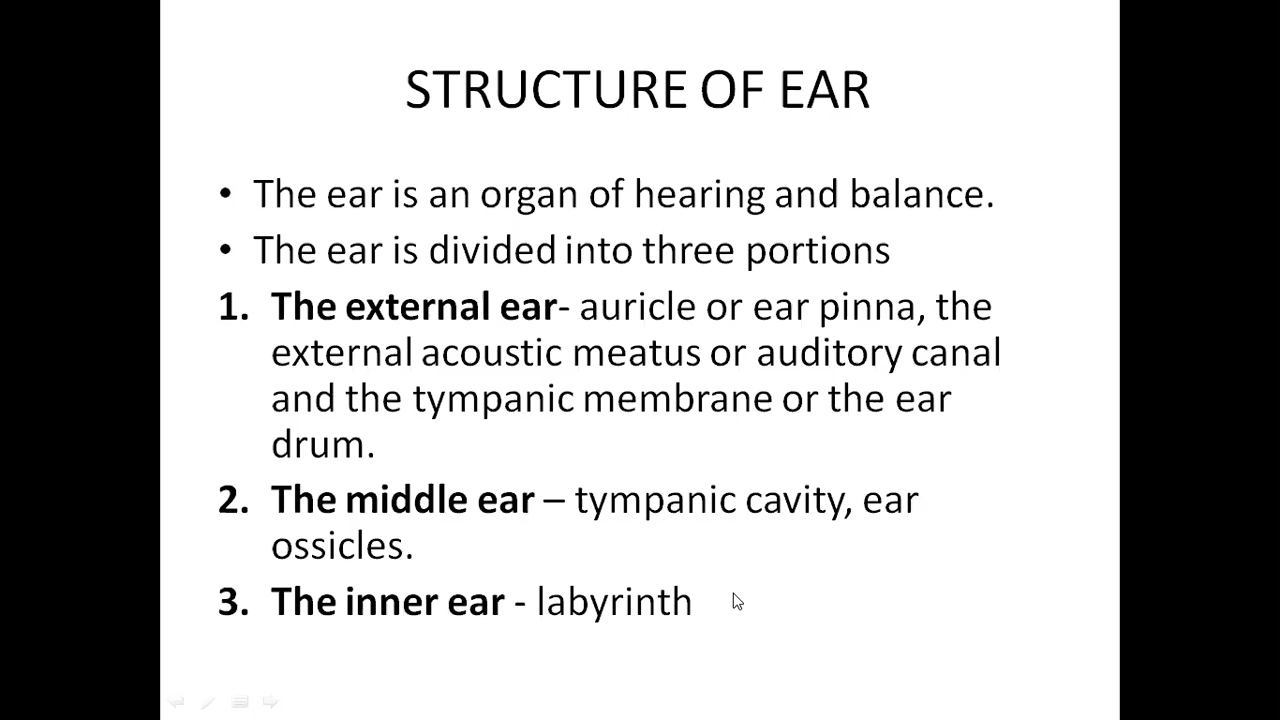 STRUCTURE OF EAR
• The ear is an organ of hearing and balance.
• The ear is divided into three portions
1. The external ear- auricle or ear pinna, the
external acoustic meatus or auditory canal
and the tympanic membrane or the ear
drum.
2. The middle ear – tympanic cavity, ear
ossicles.
3. The inner ear - labyrinth